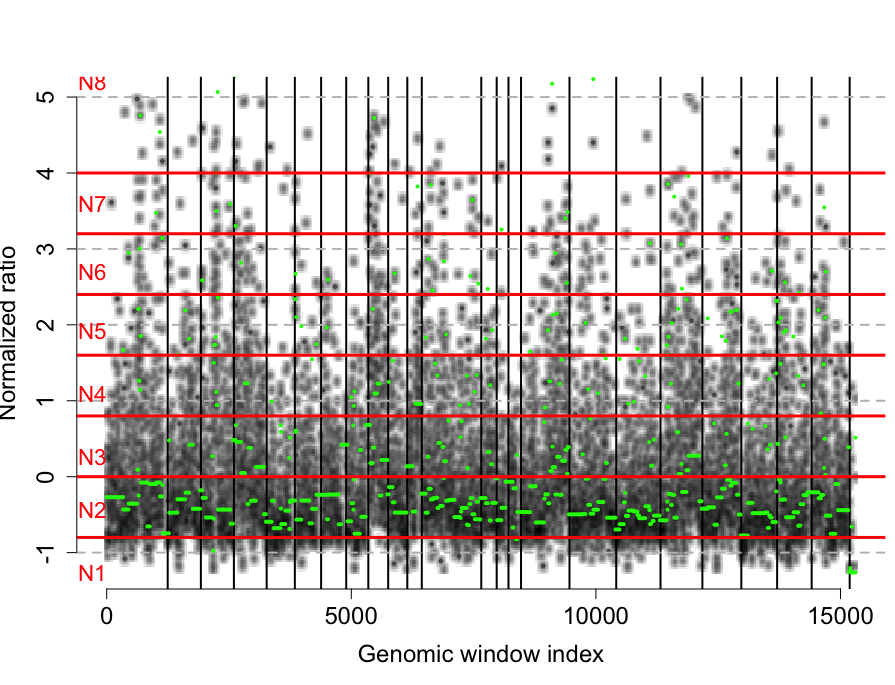 N8
5
4
N7
3
N6
N5
2
N4
1
N3
0
N2
-1
N1
Normalized ratio
0 5000 10000 15000
Genomic window index